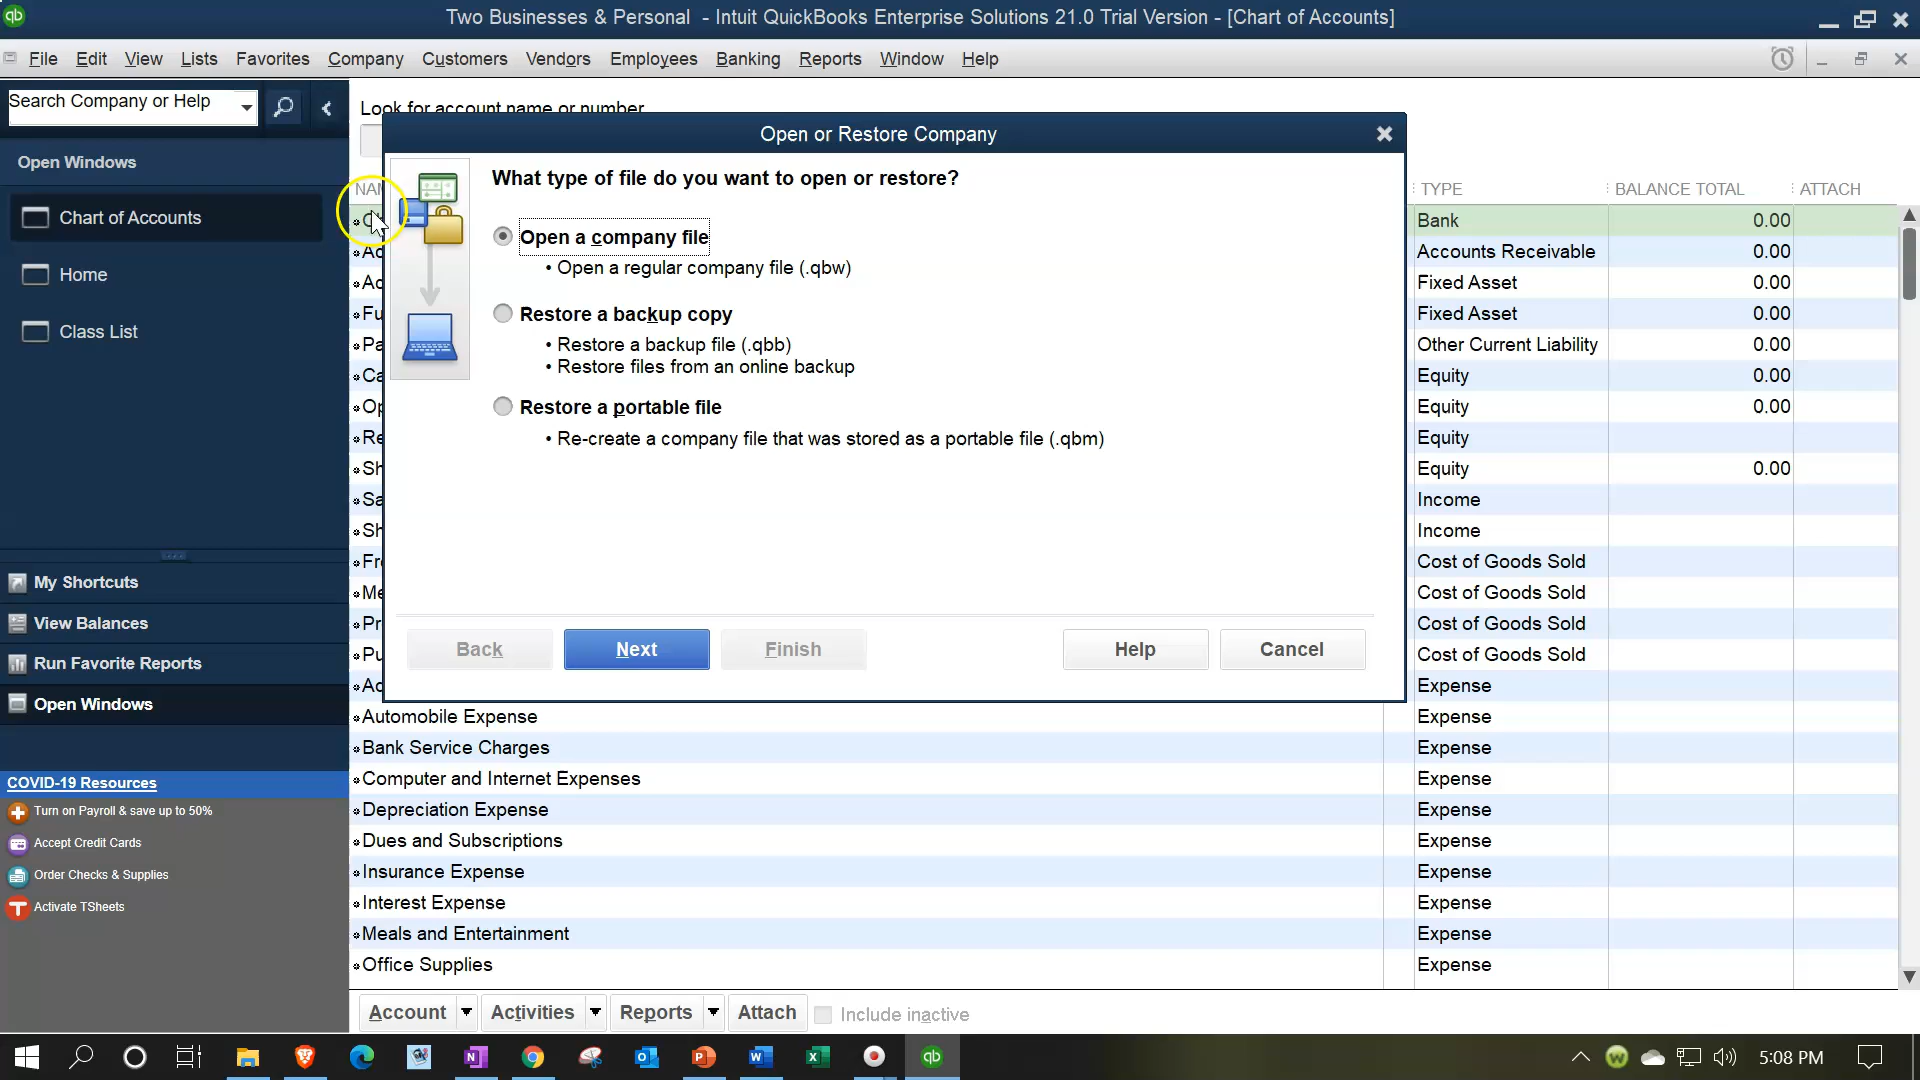 Two Businesses & Personal - Intuit QuickBooks Enterprise Solutions 21.0 Trial Version - [Chart of Accounts]
File Edit View Lists Favorites Company Customers Vendors Employees Banking Reports Window Help
Search Company or Help
Look for account name or number
Open Windows
Chart of Accounts
Home
Class List
My Shortcuts
View Balances
Run Favorite Reports
Open Windows
COVID-19 Resources
Turn on Payroll & save up to 50%
Accept Credit Cards
Order Checks & Supplies
Activate TSheets
Open or Restore Company
What type of file do you want to open or restore?
Open a company file
• Open a regular company file (.qbw)
Restore a backup copy
• Restore a backup file (.qbb)
• Restore files from an online backup
Restore a portable file
• Re-create a company file that was stored as a portable file (.qbm)
Back Next Finish Help Cancel
TYPE BALANCE TOTAL ATTACH
Bank 0.00
Accounts Receivable 0.00
Fixed Asset 0.00
Fixed Asset 0.00
Other Current Liability 0.00
Equity 0.00
Equity 0.00
Equity
Equity 0.00
Income
Income
Cost of Goods Sold
Cost of Goods Sold
Cost of Goods Sold
Cost of Goods Sold
Expense
Automobile Expense Expense
Bank Service Charges Expense
Computer and Internet Expenses Expense
Depreciation Expense Expense
Dues and Subscriptions Expense
Insurance Expense Expense
Interest Expense Expense
Meals and Entertainment Expense
Office Supplies Expense
Account Activities Reports Attach Include inactive
5:08 PM